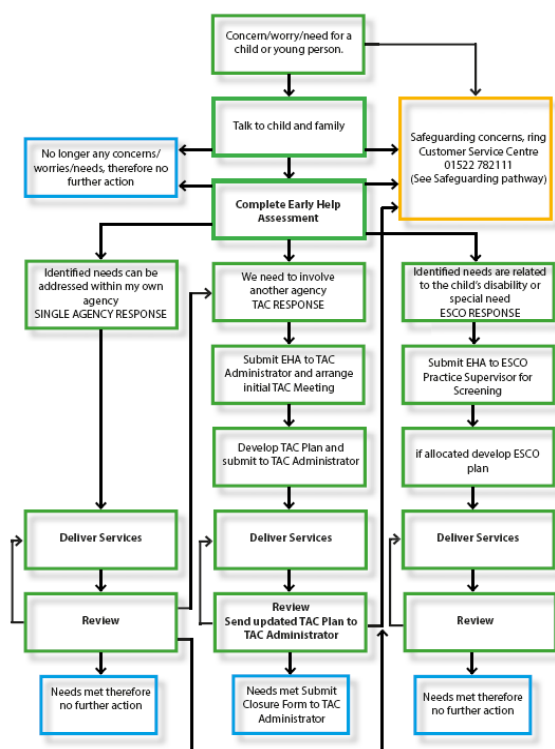 Concern/worry/need for a
child or young person.
Talk to child and family
No longer any concerns/
worries/needs, therefore no
further action
Safeguarding concerns, ring
Customer Service Centre
01522 782111
(See Safeguarding pathway)
Complete Early Help
Assessment
Identified needs can be
addressed within my own
agency
SINGLE AGENCY RESPONSE
We need to involve
another agency
TAC RESPONSE
Identified needs are related
to the child's disability or
special need
ESCO RESPONSE
Submit EHA to TAC
Administrator and arrange
initial TAC Meeting
Submit EHA to ESCO
Practice Supervisor for
Screening
Develop TAC Plan and
submit to TAC Administrator
if allocated develop ESCO
plan
Deliver Services
Deliver Services
Deliver Services
Review
Review
Send updated TAC Plan to
TAC Administrator
Review
Needs met therefore
no further action
Needs met Submit
Closure Form to TAC
Administrator
Needs met therefore
no further action